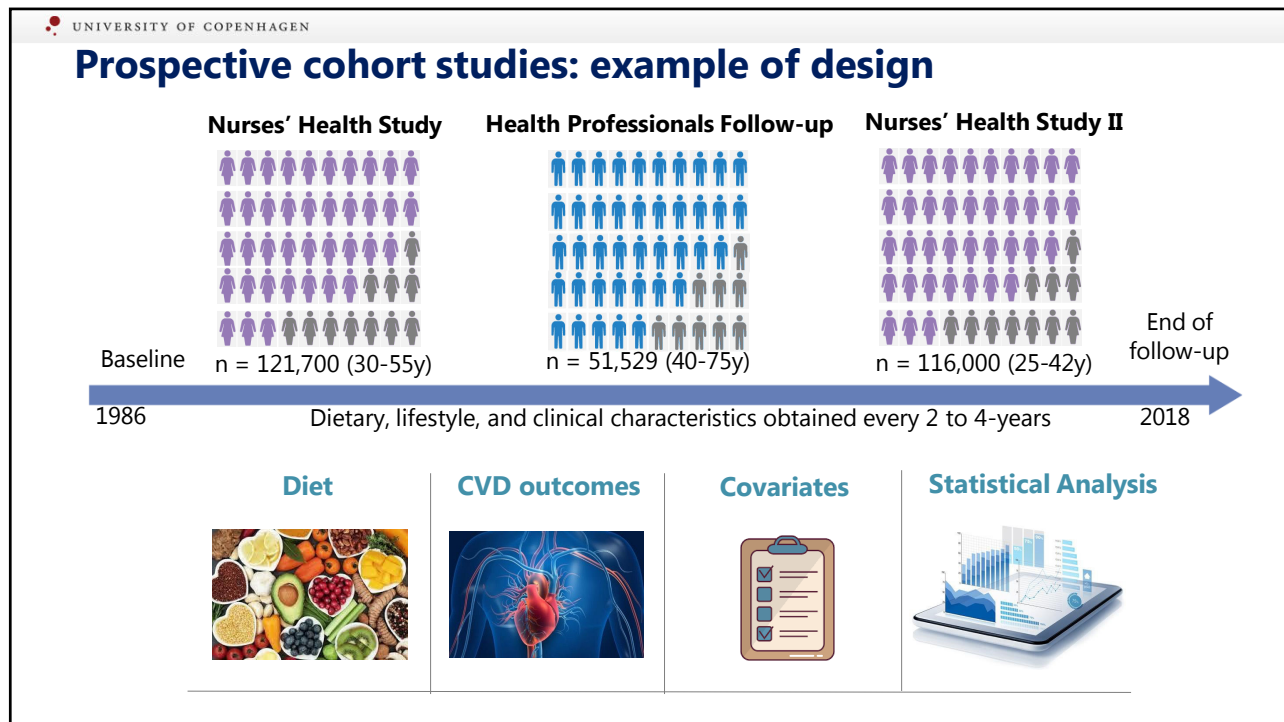 UNIVERSITY OF COPENHAGEN
Prospective cohort studies: example of design
Nurses’ Health Study
Health Professionals Follow-up
Nurses’ Health Study II
n = 121,700 (30-55y)
n = 51,529 (40-75y)
n = 116,000 (25-42y)
Baseline
End of
follow-up
1986
Dietary, lifestyle, and clinical characteristics obtained every 2 to 4-years
2018
Diet
CVD outcomes
Covariates
Statistical Analysis